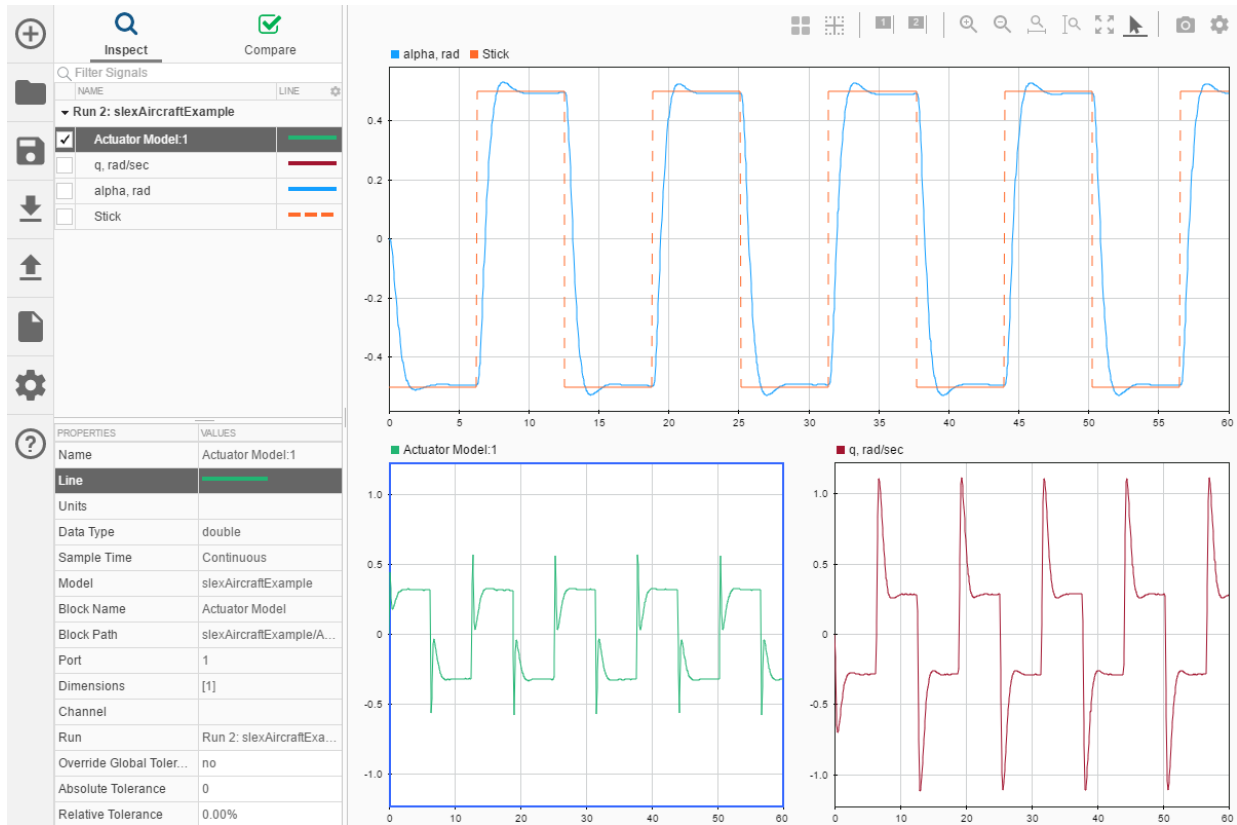 Inspect
Compare
Filter Signals
NAME LINE
Run 2: slexAircraftExample
Actuator Model:1
q, rad/sec
alpha, rad
Stick
PROPERTIES VALUES
Name Actuator Model:1
Line
Units
Data Type double
Sample Time Continuous
Model slexAircraftExample
Block Name Actuator Model
Block Path slexAircraftExample/A...
Port 1
Dimensions [1]
Channel
Run Run 2: slexAircraftExa...
Override Global Toler... no
Absolute Tolerance 0
Relative Tolerance 0.00%
1 2
alpha, rad Stick
0.4
0.2
0
-0.2
-0.4
0 5 10 15 20 25 30 35 40 45 50 55 60
Actuator Model:1
1.0
0.5
0
-0.5
-1.0
0 10 20 30 40 50 60
q, rad/sec
1.0
0.5
0
-0.5
-1.0
0 10 20 30 40 50 60